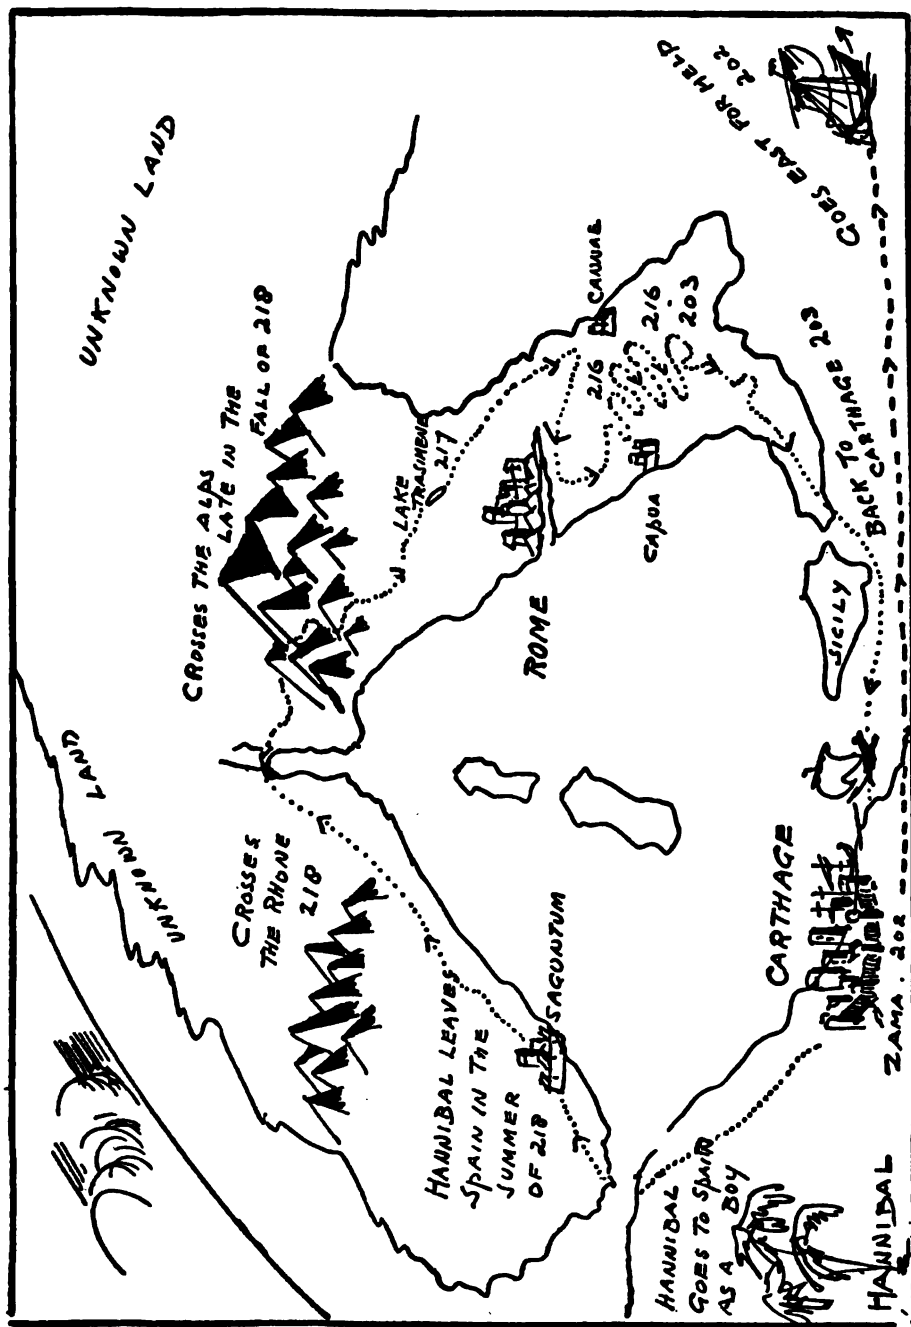 UNKNOWN LAND
UNKNOWN LAND
CROSSES THE ALPS
LATE IN THE
FALL OF 218
CROSSES
THE RHONE
218
HANNIBAL LEAVES
SPAIN IN THE
SUMMER
OF 218
SAGUNTUM
LAKE
TRASIMENE
217
ROME
CAPUA
216
CANNAE
216 -
203
GOES EAST FOR HELP
202
BACK TO
CARTHAGE 203
SICILY
CARTHAGE
HANNIBAL
GOES TO SPAIN
AS A BOY
ZAMA . 202
HANNIBAL